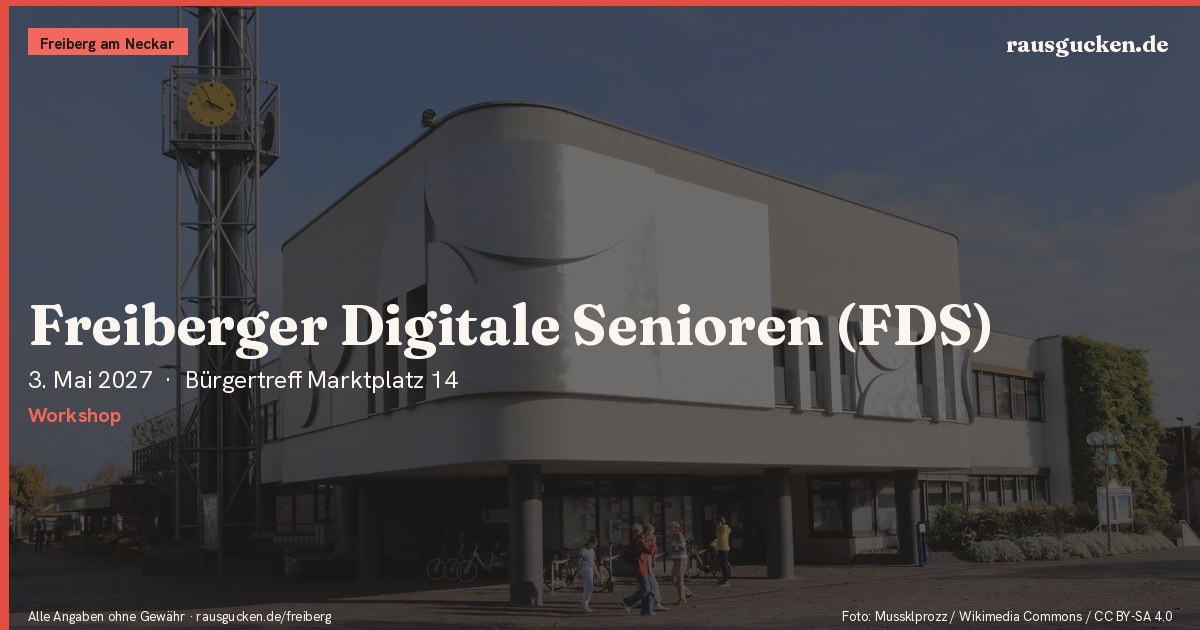 Freiberg am Neckar
rausgucken.de
Freiberger Digitale Senioren (FDS)
3. Mai 2027 · Bürgertreff Marktplatz 14
Workshop
Alle Angaben ohne Gewähr · rausgucken.de/freiberg
Foto: Mussklprozz / Wikimedia Commons / CC BY-SA 4.0